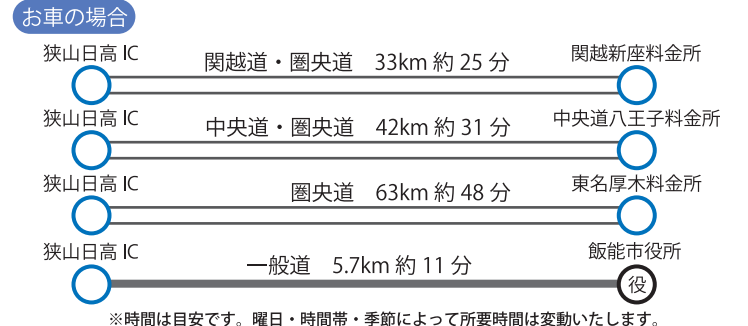 お車の場合
狭山日高 IC 関越道・圏央道 33km 約 25 分 関越新座料金所
狭山日高 IC 中央道・圏央道 42km 約 31 分 中央道八王子料金所
狭山日高 IC 圏央道 63km 約 48 分 東名厚木料金所
狭山日高 IC 一般道 5.7km 約 11 分 飯能市役所
役
※時間は目安です。曜日・時間帯・季節によって所要時間は変動いたします。